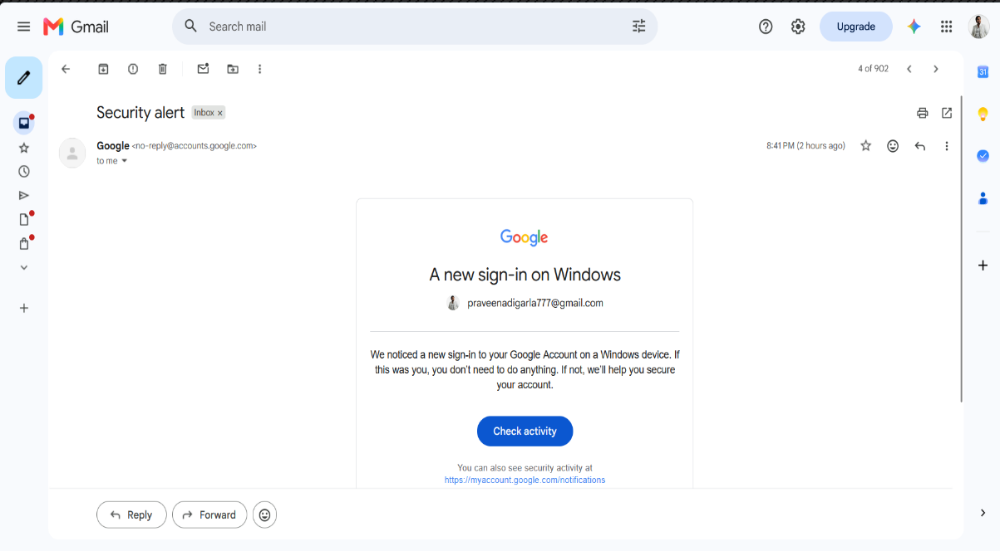 Gmail
Search mail
Upgrade
4 of 902
31
Security alert
Inbox ×
Google <no-reply@accounts.google.com>
8:41 PM (2 hours ago)
to me
Google
A new sign-in on Windows
praveenadigarla777@gmail.com
We noticed a new sign-in to your Google Account on a Windows device. If
this was you, you don't need to do anything. If not, we'll help you secure
your account.
Check activity
You can also see security activity at
https://myaccount.google.com/notifications
Reply
Forward